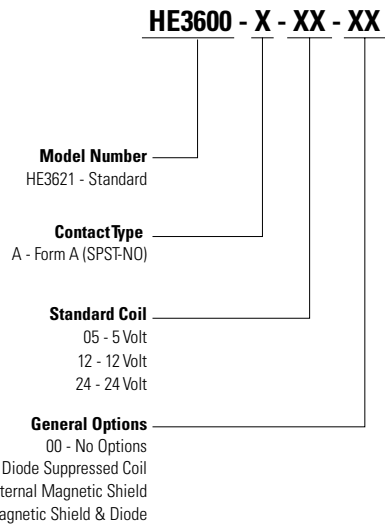 HE3600 - X - XX - XX
Model Number
HE3621 - Standard
Contact Type
A - Form A (SPST-NO)
Standard Coil
05 - 5 Volt
12 - 12 Volt
24 - 24 Volt
General Options
00 - No Options
Diode Suppressed Coil
Magnetic Shield
Shield & Diode